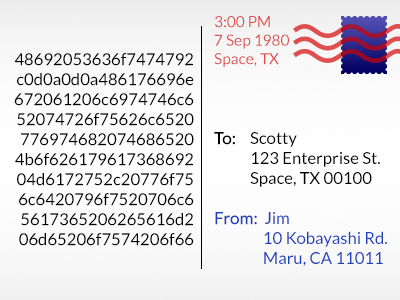 48692053636f7474792
c0d0a0d0a486176696e
672061206c6974746c6
52074726f75626c6520
776974682074686520
4b6f626179617368692
04d6172752c20776f75
6c6420796f7520706c6
5617365206265616d2
06d65206f7574206f66
3:00 PM
7 Sep 1980
Space, TX
To: Scotty
123 Enterprise St.
Space, TX 00100
From: Jim
10 Kobayashi Rd.
Maru, CA 11011